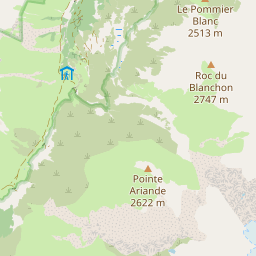 Le Pommier
Blanc
2513 m
Roc du
Blanchon
2747 m
Pointe
Ariande
2622 m